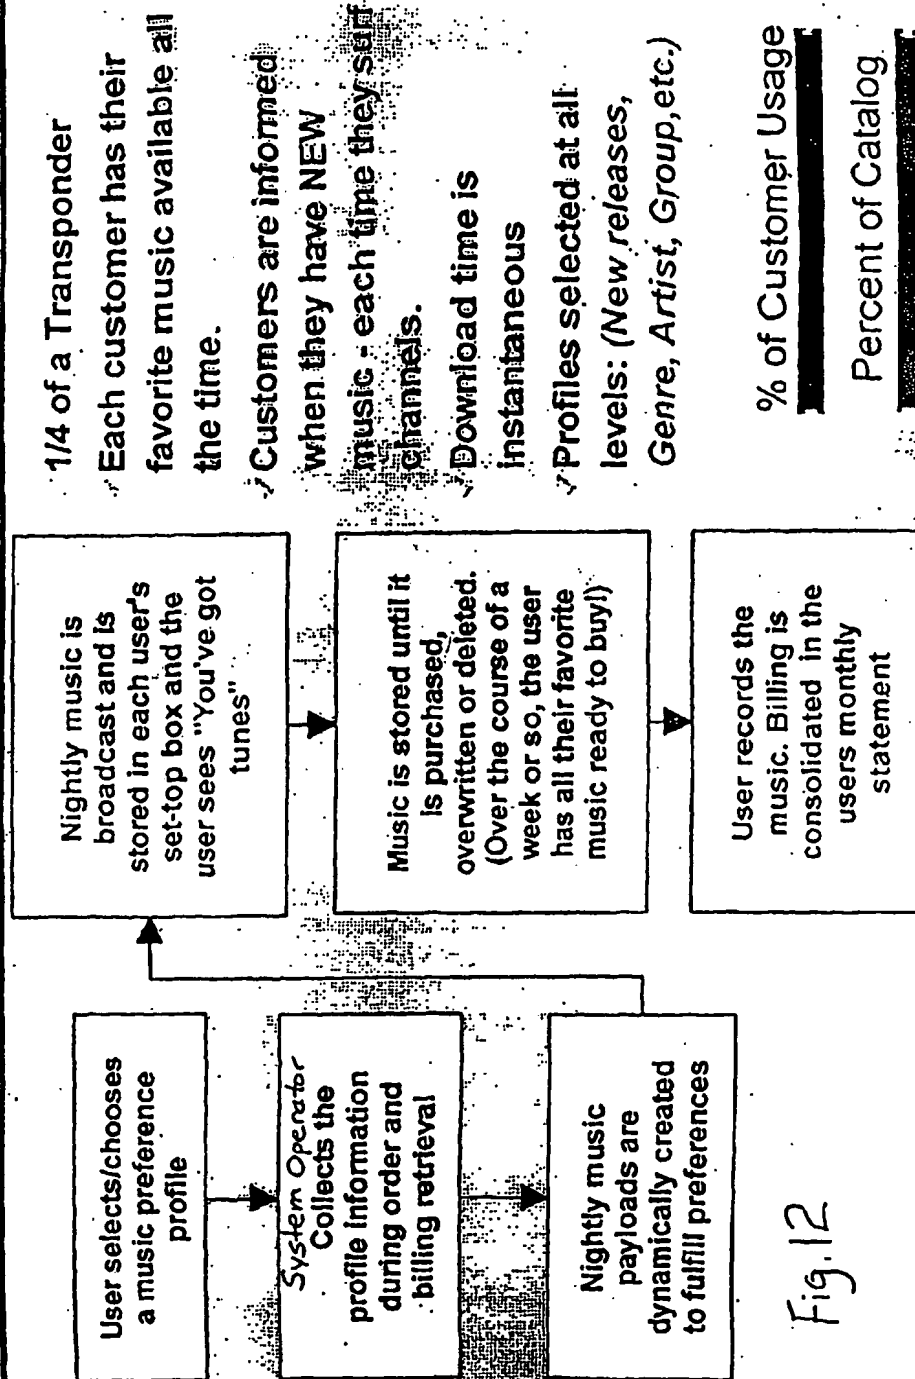 User selects/chooses
a music preference
profile
System Operator
Collects the
profile information
during order and
billing retrieval
Nightly music
payloads are
dynamically created
to fulfill preferences
Nightly music is
broadcast and is
stored in each user's
set-top box and the
user sees "You've got
tunes"
Music is stored until it
is purchased,
overwritten or deleted.
(Over the course of a
week or so, the user
has all their favorite
music ready to buy!)
User records the
music. Billing is
consolidated in the
users monthly
statement
1/4 of a Transponder
Each customer has their
favorite music available all
the time.
Customers are informed
when they have NEW
music - each time they surf
channels.
Download time is
instantaneous
Profiles selected at all
levels: (New releases,
Genre, Artist, Group,etc.)
% of Customer Usage
Percent of Catalog
Fig.12